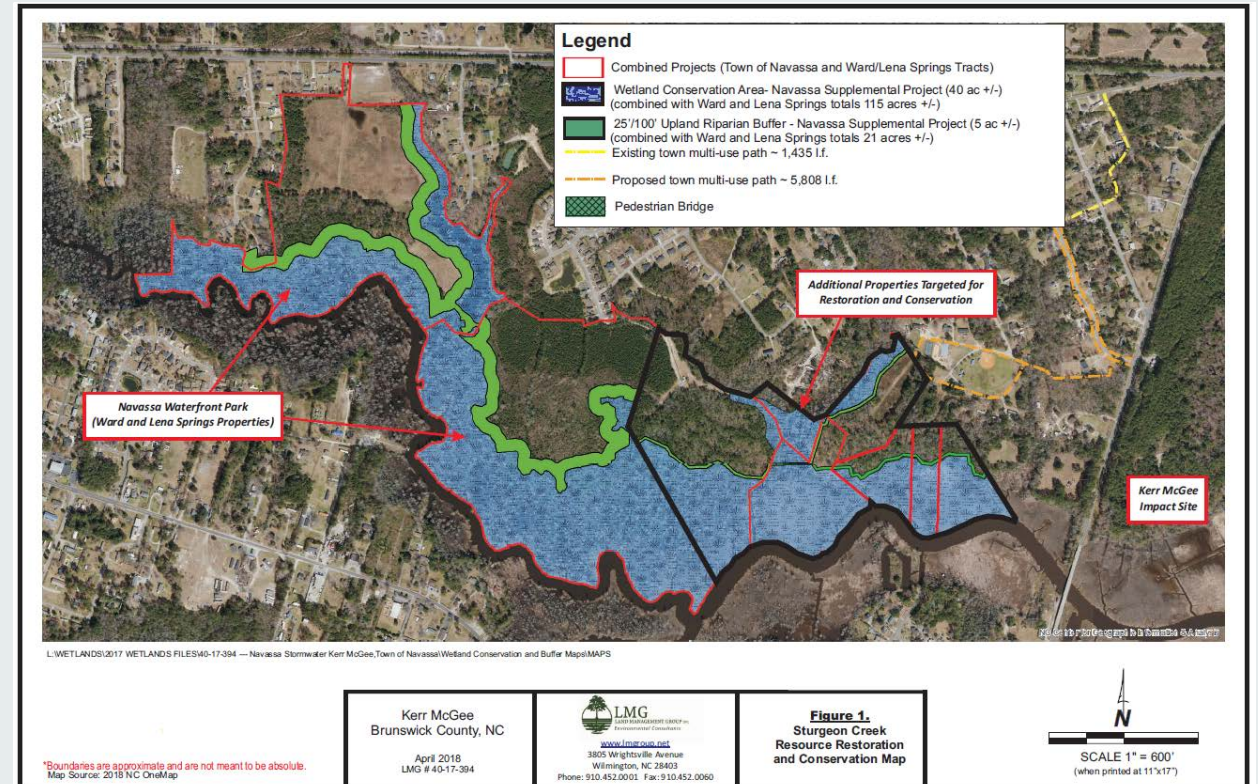 Legend
Combined Projects (Town of Navassa and Ward/Lena Springs Tracts)
Wetland Conservation Area- Navassa Supplemental Project (40 ac +/-)
(combined with Ward and Lena Springs totals 115 acres +/-)
25'/100' Upland Riparian Buffer - Navassa Supplemental Project (5 ac +/-)
(combined with Ward and Lena Springs totals 21 acres +/-)
Existing town multi-use path ~ 1,435 l.f.
Proposed town multi-use path ~ 5,808 l.f.
Pedestrian Bridge
Additional Properties Targeted for
Restoration and Conservation
Navassa Waterfront Park
(Ward and Lena Springs Properties)
Kerr McGee
Impact Site
L:\WETLANDS\2017 WETLANDS FILES\40-17-394 --- Navassa Stormwater Kerr McGee,Town of Navassa\Wetland Conservation and Buffer Maps\MAPS
*Boundaries are approximate and are not meant to be absolute.
Map Source: 2018 NC OneMap
Kerr McGee
Brunswick County, NC
April 2018
LMG # 40-17-394
LMG
LAND MANAGEMENT GROUP
Environmental Consultants
www.lmgroup.net
3805 Wrightsville Avenue
Wilmington, NC 28403
Phone: 910.452.0001 Fax: 910.452.0060
Figure 1.
Sturgeon Creek
Resource Restoration
and Conservation Map
N
SCALE 1" = 600'
(when printed at 11"x17")